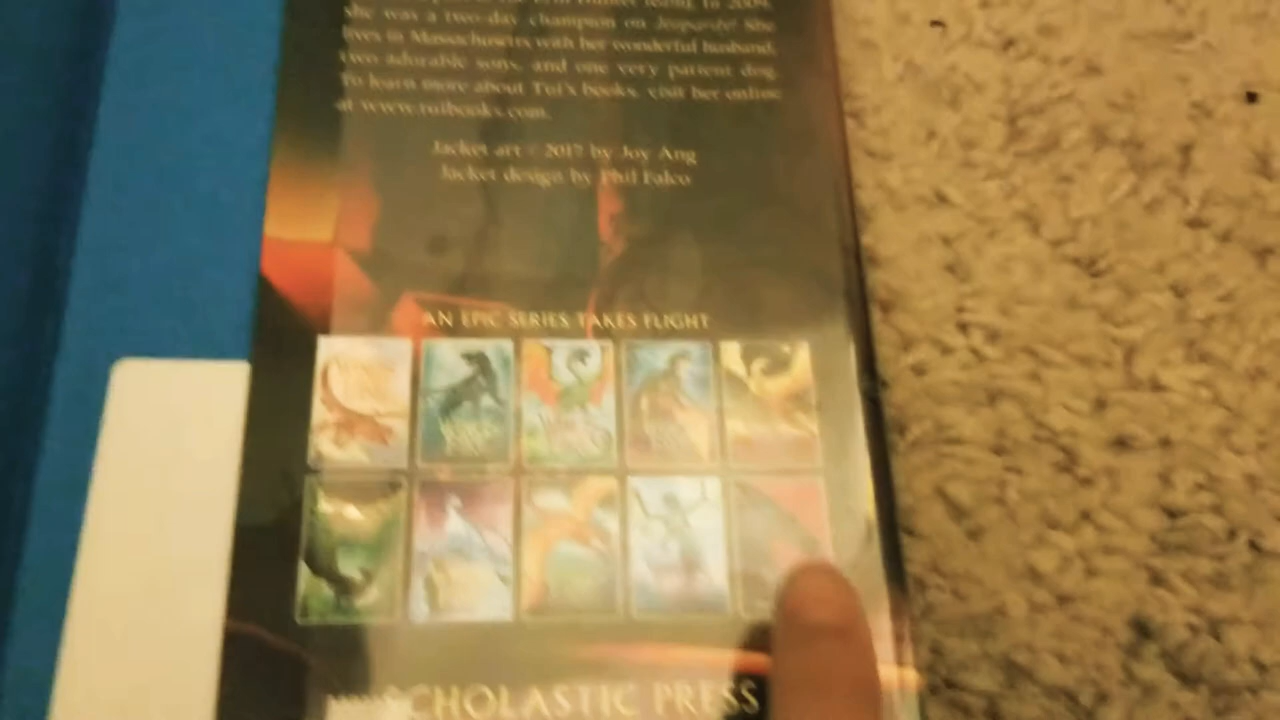 In 2009,
she was a two-day champion on Jeopardy! She
lives in Massachusetts with her wonderful husband,
two adorable sons, and one very patient dog.
To learn more about Tui's books, visit her online
at www.tuibooks.com.
Jacket art © 2017 by Joy Ang
Jacket design by Phil Falco
AN EPIC SERIES TAKES FLIGHT
SCHOLASTIC PRESS